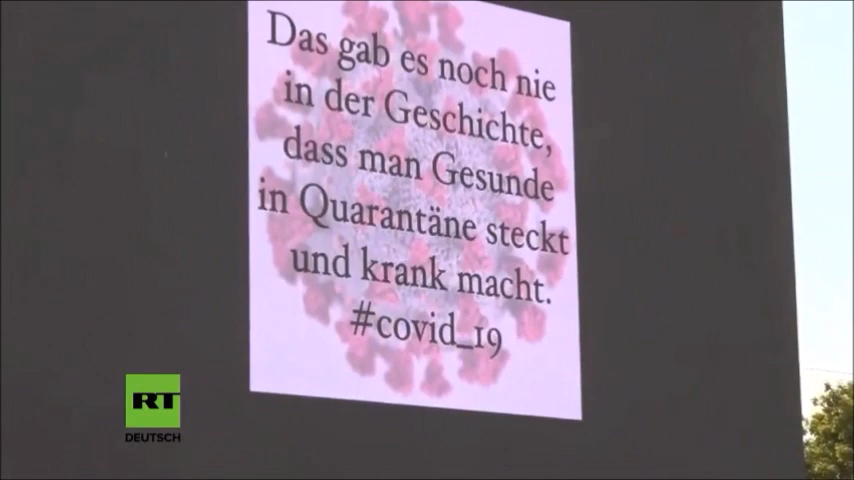 Das gab es noch nie
in der Geschichte,
dass man Gesunde
in Quarantäne steckt
und krank macht.
#covid_19
RT
DEUTSCH